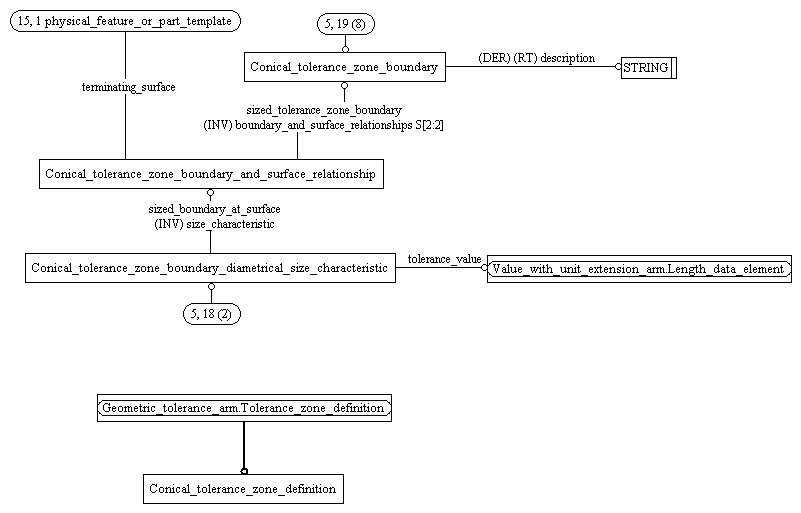 15, 1 physical_feature_or_part_template
5, 19 (8)
Conical_tolerance_zone_boundary
(DER) (RT) description
STRING
terminating_surface
sized_tolerance_zone_boundary
(INV) boundary_and_surface_relationships S[2:2]
Conical_tolerance_zone_boundary_and_surface_relationship
sized_boundary_at_surface
(INV) size_characteristic
Conical_tolerance_zone_boundary_diametrical_size_characteristic
tolerance_value
Value_with_unit_extension_arm.Length_data_element
5, 18 (2)
Geometric_tolerance_arm.Tolerance_zone_definition
Conical_tolerance_zone_definition